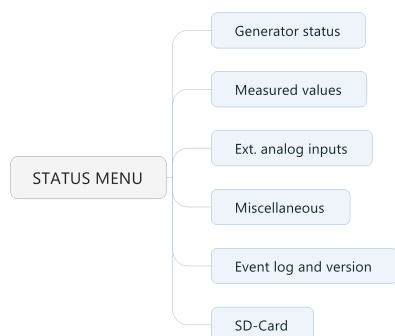 STATUS MENU
Generator status
Measured values
Ext. analog inputs
Miscellaneous
Event log and version
SD-Card